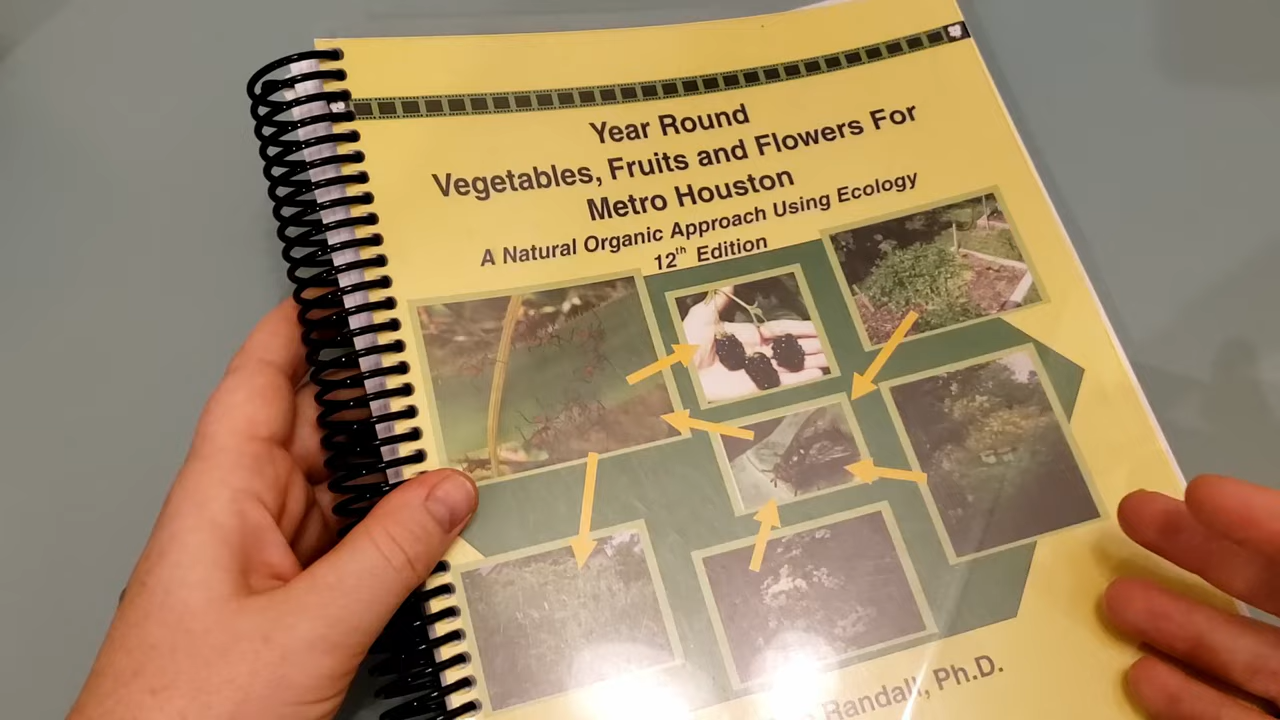 Year Round
Vegetables, Fruits and Flowers For
Metro Houston
A Natural Organic Approach Using Ecology
12th Edition
Randall, Ph.D.